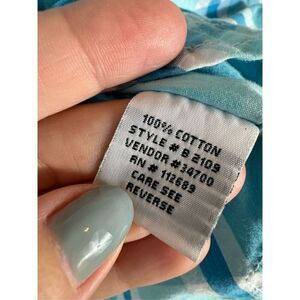 100% COTTON
STYLE # B 2109
VENDOR #34700
RN # 112689
CARE SEE
REVERSE